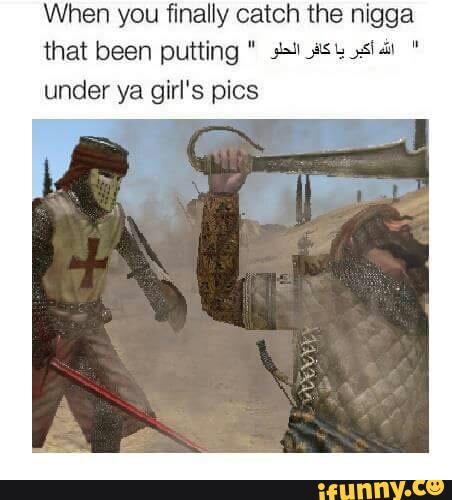 When you finally catch the nigga
that been putting " الله أكبر يا كافر الحلو "
under ya girl's pics
ifunny.co